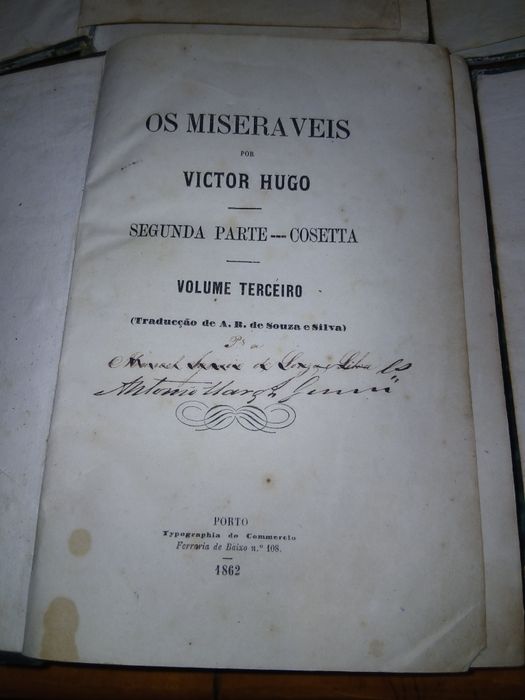 OS MISERAVEIS
POR
VICTOR HUGO
SEGUNDA PARTE --- COSETTA
VOLUME TERCEIRO
(Traducção de A. R. de Souza e Silva)
Antonio
PORTO
Typographia do Commercio
Ferraria de Baixo n.º 108.
1862